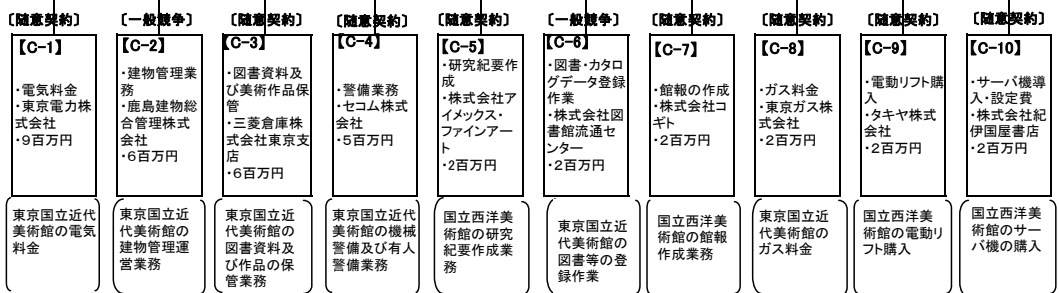 〔随意契約〕
【C-1】
・電気料金
・東京電力株
式会社
・9百万円
東京国立近代
美術館の電気
料金
〔一般競争〕
【C-2】
・建物管理業
務
・鹿島建物総
合管理株式
会社
・6百万円
東京国立近
代美術館の
建物管理運
営業務
〔随意契約〕
【C-3】
・図書資料及
び美術作品保
管
・三菱倉庫株
式会社東京支
店
・6百万円
東京国立近
代美術館の
図書資料及
び作品の保
管業務
〔随意契約〕
【C-4】
・警備業務
・セコム株式
会社
・5百万円
東京国立近代
美術館の機械
警備及び有人
警備業務
〔随意契約〕
【C-5】
・研究紀要作
成
・株式会社ア
イメックス・
ファインアー
ト
・2百万円
国立西洋美
術館の研究
紀要作成業
務
〔一般競争〕
【C-6】
・図書・カタロ
グデータ登録
作業
・株式会社図
書館流通セ
ンター
・2百万円
東京国立近
代美術館の
図書等の登
録作業
〔随意契約〕
【C-7】
・館報の作成
・株式会社コ
ギト
・2百万円
国立西洋美
術館の館報
作成業務
〔随意契約〕
【C-8】
・ガス料金
・東京ガス株
式会社
・2百万円
東京国立近
代美術館の
ガス料金
〔随意契約〕
【C-9】
・電動リフト購
入
・タキヤ株式
会社
・2百万円
国立西洋美
術館の電動リ
フト購入
〔随意契約〕
【C-10】
・サーバ機導
入・設定費
・株式会社紀
伊国屋書店
・2百万円
国立西洋美
術館のサー
バ機の購入